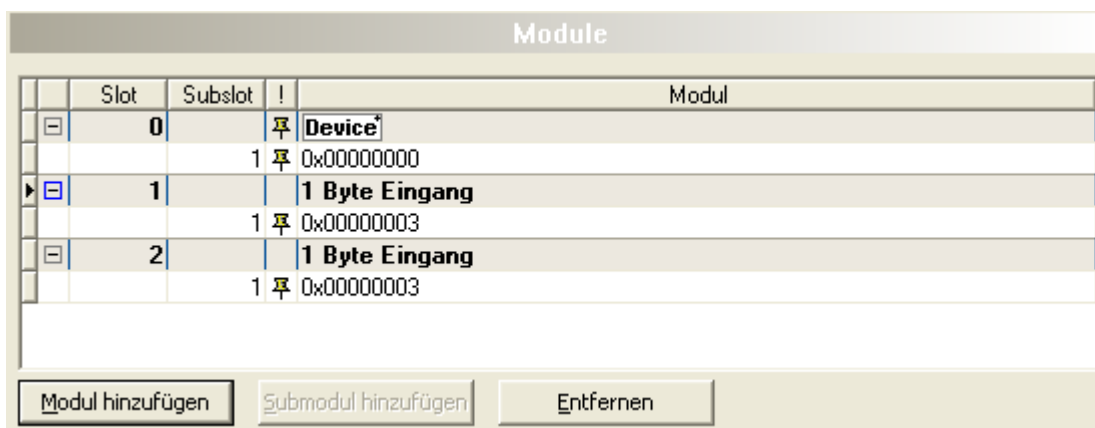 Module
Slot Subslot ! Modul
0 Device*
1 0x00000000
1 1 Byte Eingang
1 0x00000003
2 1 Byte Eingang
1 0x00000003
Modul hinzufügen Submodul hinzufügen Entfernen